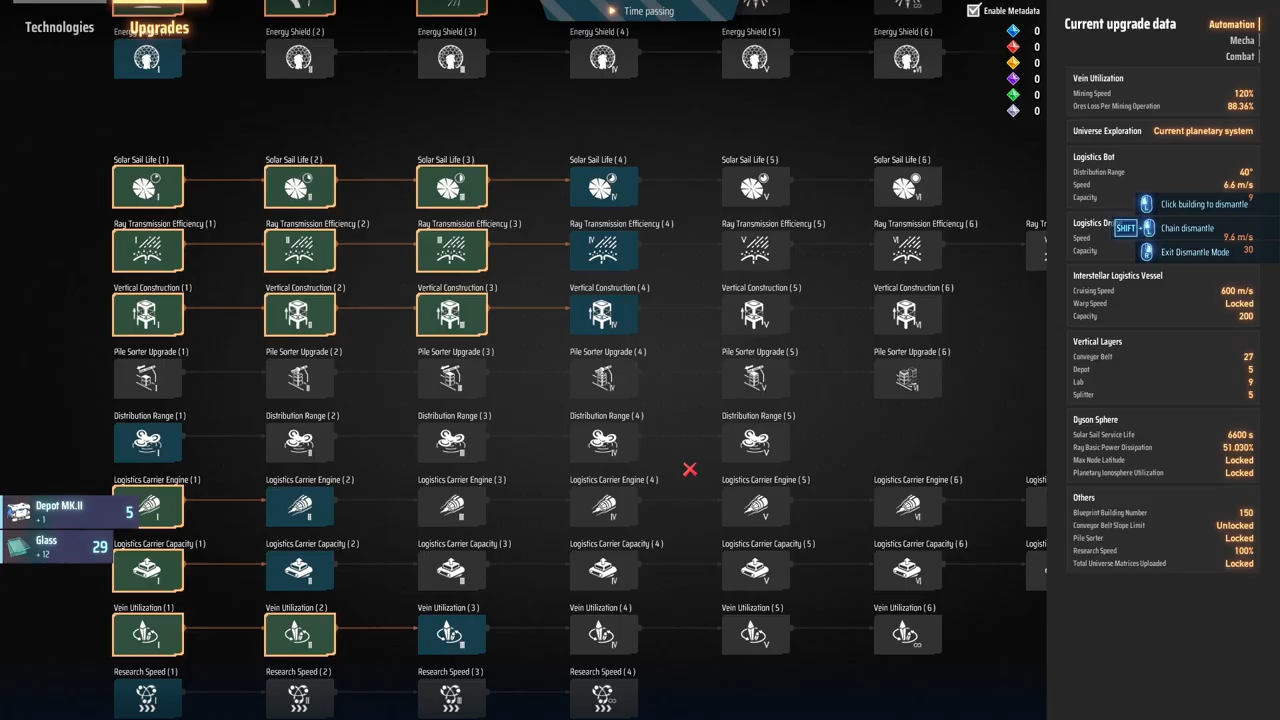 Time passing
Enable Metadata
0
0
0
0
0
0
Technologies
Upgrades
Energy Shield (1)
Energy Shield (2)
Energy Shield (3)
Energy Shield (4)
Energy Shield (5)
Energy Shield (6)
Solar Sail Life (1)
Solar Sail Life (2)
Solar Sail Life (3)
Solar Sail Life (4)
Solar Sail Life (5)
Solar Sail Life (6)
Ray Transmission Efficiency (1)
Ray Transmission Efficiency (2)
Ray Transmission Efficiency (3)
Ray Transmission Efficiency (4)
Ray Transmission Efficiency (5)
Ray Transmission Efficiency (6)
Ray Tran
Vertical Construction (1)
Vertical Construction (2)
Vertical Construction (3)
Vertical Construction (4)
Vertical Construction (5)
Vertical Construction (6)
Pile Sorter Upgrade (1)
Pile Sorter Upgrade (2)
Pile Sorter Upgrade (3)
Pile Sorter Upgrade (4)
Pile Sorter Upgrade (5)
Pile Sorter Upgrade (6)
Distribution Range (1)
Distribution Range (2)
Distribution Range (3)
Distribution Range (4)
Distribution Range (5)
Logistics Carrier Engine (1)
Logistics Carrier Engine (2)
Logistics Carrier Engine (3)
Logistics Carrier Engine (4)
Logistics Carrier Engine (5)
Logistics Carrier Engine (6)
Logisti
Logistics Carrier Capacity (1)
Logistics Carrier Capacity (2)
Logistics Carrier Capacity (3)
Logistics Carrier Capacity (4)
Logistics Carrier Capacity (5)
Logistics Carrier Capacity (6)
Logisti
Vein Utilization (1)
Vein Utilization (2)
Vein Utilization (3)
Vein Utilization (4)
Vein Utilization (5)
Vein Utilization (6)
Research Speed (1)
Research Speed (2)
Research Speed (3)
Research Speed (4)
Depot MK.II
+ 1
5
Glass
+ 12
29
Current upgrade data
Automation
Mecha
Combat
Vein Utilization
Mining Speed 120%
Ores Loss Per Mining Operation 88.36%
Universe Exploration Current planetary system
Logistics Bot
Distribution Range 40°
Speed 6.6 m/s
Capacity 9
Click building to dismantle
Logistics Dr
SHIFT + Chain dismantle
Speed 9.6 m/s
Capacity 30
Exit Dismantle Mode
Interstellar Logistics Vessel
Cruising Speed 600 m/s
Warp Speed Locked
Capacity 200
Vertical Layers
Conveyor Belt 27
Depot 5
Lab 9
Splitter 5
Dyson Sphere
Solar Sail Service Life 6600 s
Ray Basic Power Dissipation 51.030%
Max Node Latitude Locked
Planetary Ionosphere Utilization Locked
Others
Blueprint Building Number 150
Conveyor Belt Slope Limit Unlocked
Pile Sorter Locked
Research Speed 100%
Total Universe Matrices Uploaded Locked